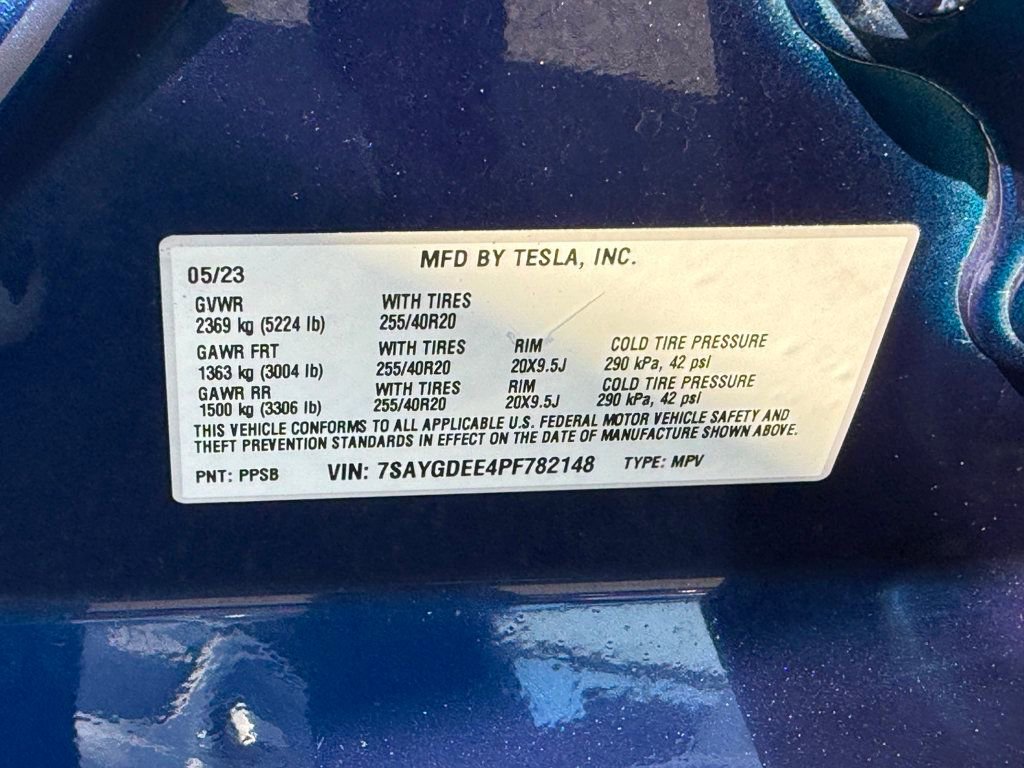 MFD BY TESLA, INC.
05/23
GVWR WITH TIRES
2369 kg (5224 lb) 255/40R20
GAWR FRT WITH TIRES RIM COLD TIRE PRESSURE
1363 kg (3004 lb) 255/40R20 20X9.5J 290 kPa, 42 psi
GAWR RR WITH TIRES RIM COLD TIRE PRESSURE
1500 kg (3306 lb) 255/40R20 20X9.5J 290 kPa, 42 psi
THIS VEHICLE CONFORMS TO ALL APPLICABLE U.S. FEDERAL MOTOR VEHICLE SAFETY AND
THEFT PREVENTION STANDARDS IN EFFECT ON THE DATE OF MANUFACTURE SHOWN ABOVE.
PNT: PPSB VIN: 7SAYGDEE4PF782148 TYPE: MPV